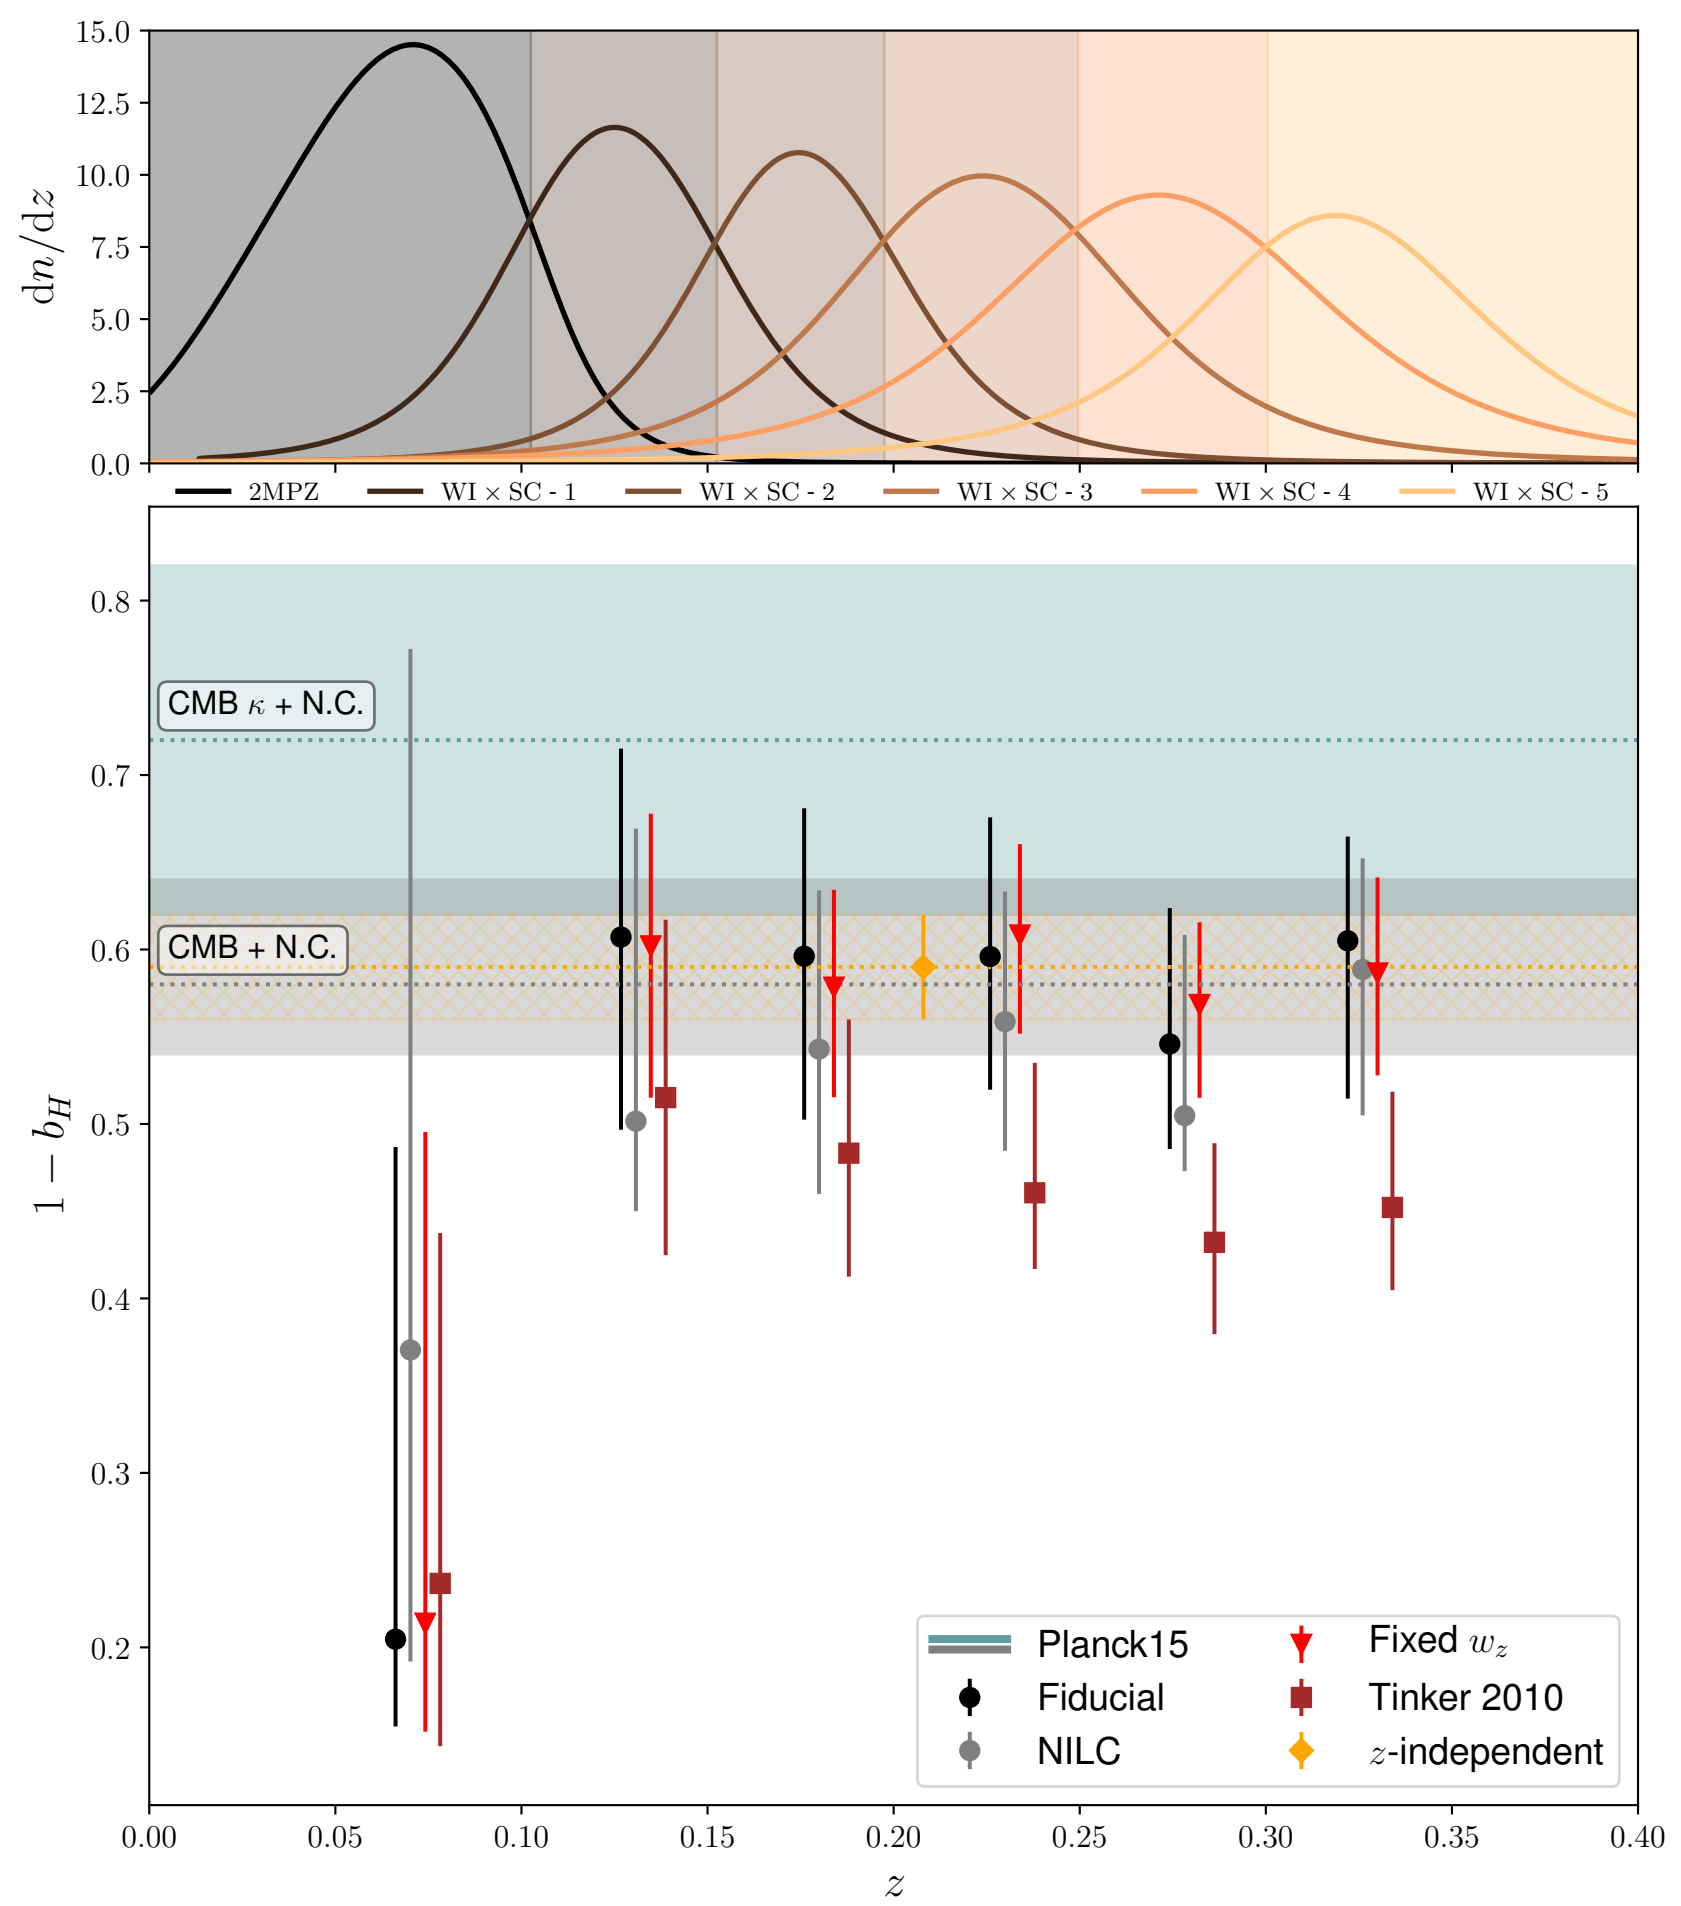 15.0
12.5
10.0
7.5
5.0
2.5
0.0
dn/dz
2MPZ WI × SC - 1 WI × SC - 2 WI × SC - 3 WI × SC - 4 WI × SC - 5
0.8
0.7
0.6
0.5
0.4
0.3
0.2
1 − b_H
CMB κ + N.C.
CMB + N.C.
Planck15
Fiducial
NILC
Fixed w_z
Tinker 2010
z-independent
0.00 0.05 0.10 0.15 0.20 0.25 0.30 0.35 0.40
z